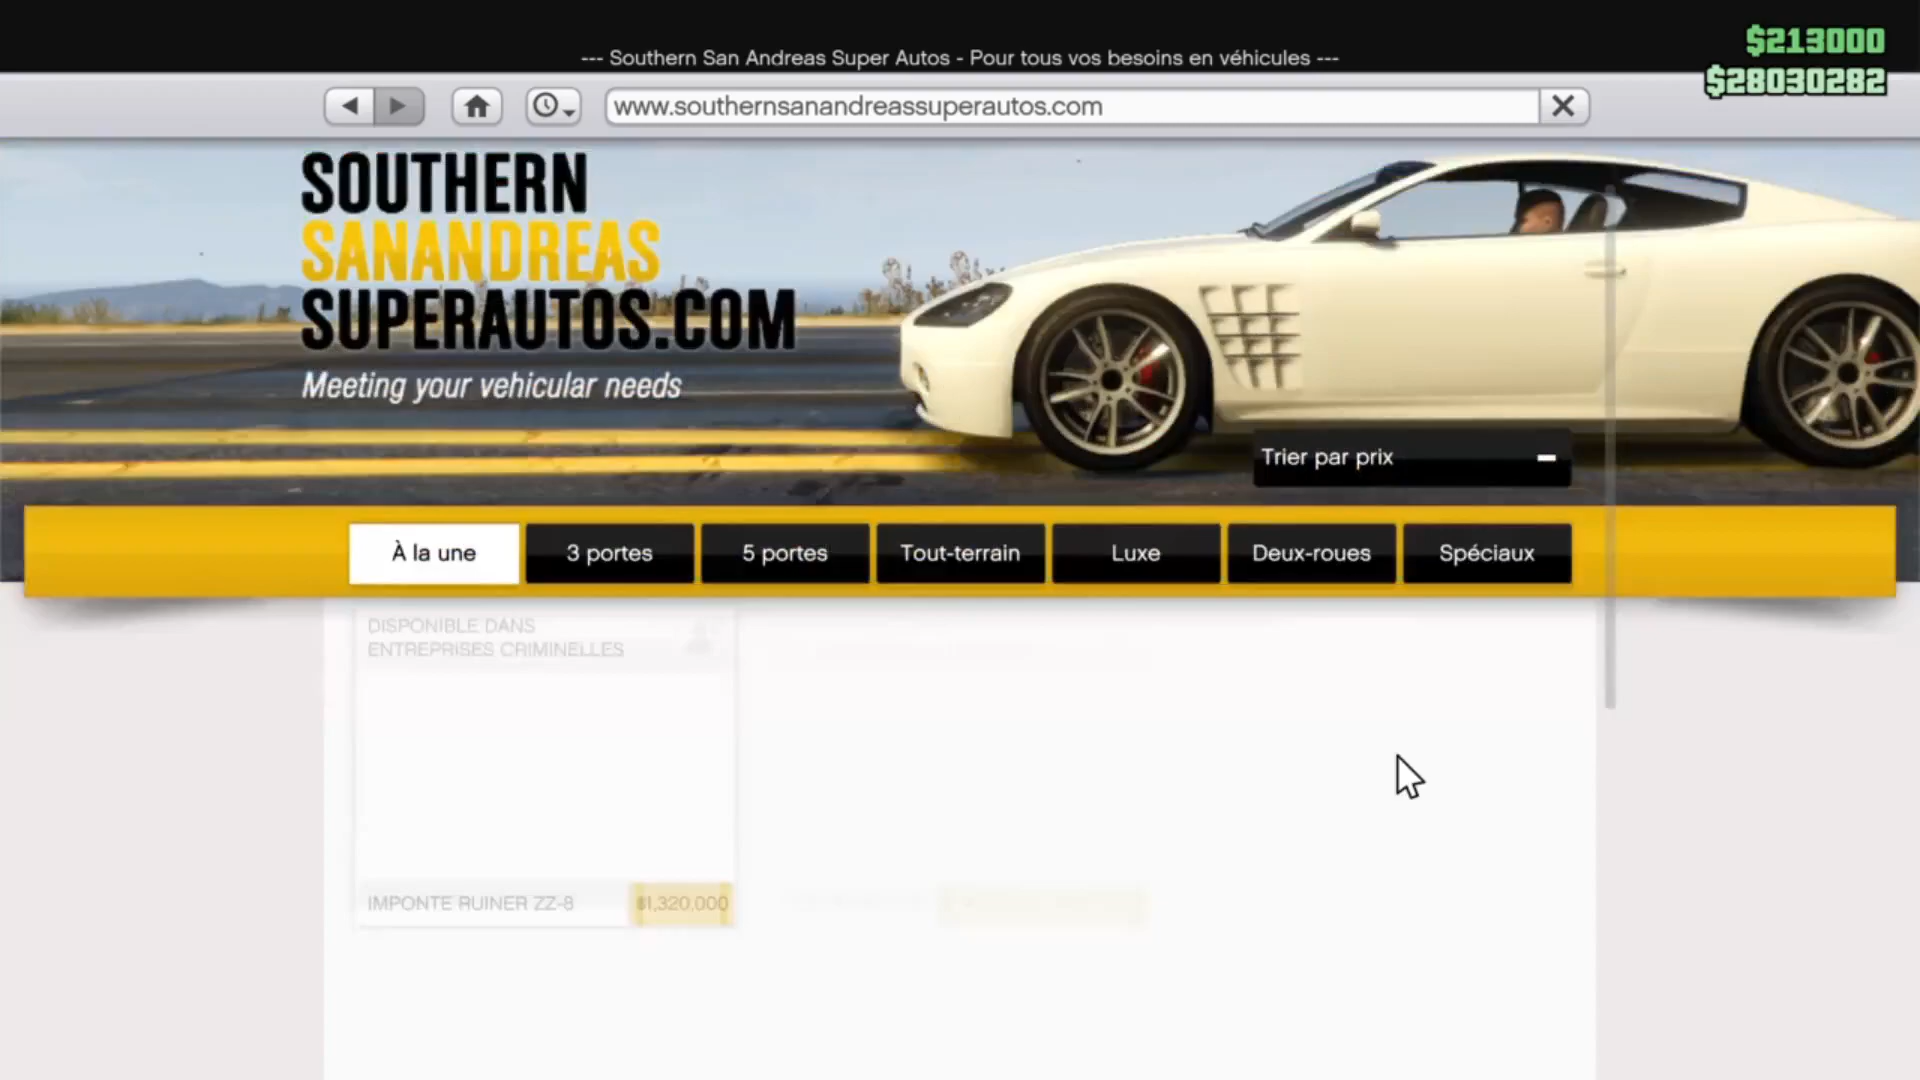 $213000
--- Southern San Andreas Super Autos - Pour tous vos besoins en véhicules ---
$28030282
www.southernsanandreassuperautos.com
SOUTHERN
SANANDREAS
SUPERAUTOS.COM
Meeting your vehicular needs
Trier par prix
À la une
3 portes
5 portes
Tout-terrain
Luxe
Deux-roues
Spéciaux
DISPONIBLE DANS
ENTREPRISES CRIMINELLES
IMPONTE RUINER ZZ-8
$1,320,000